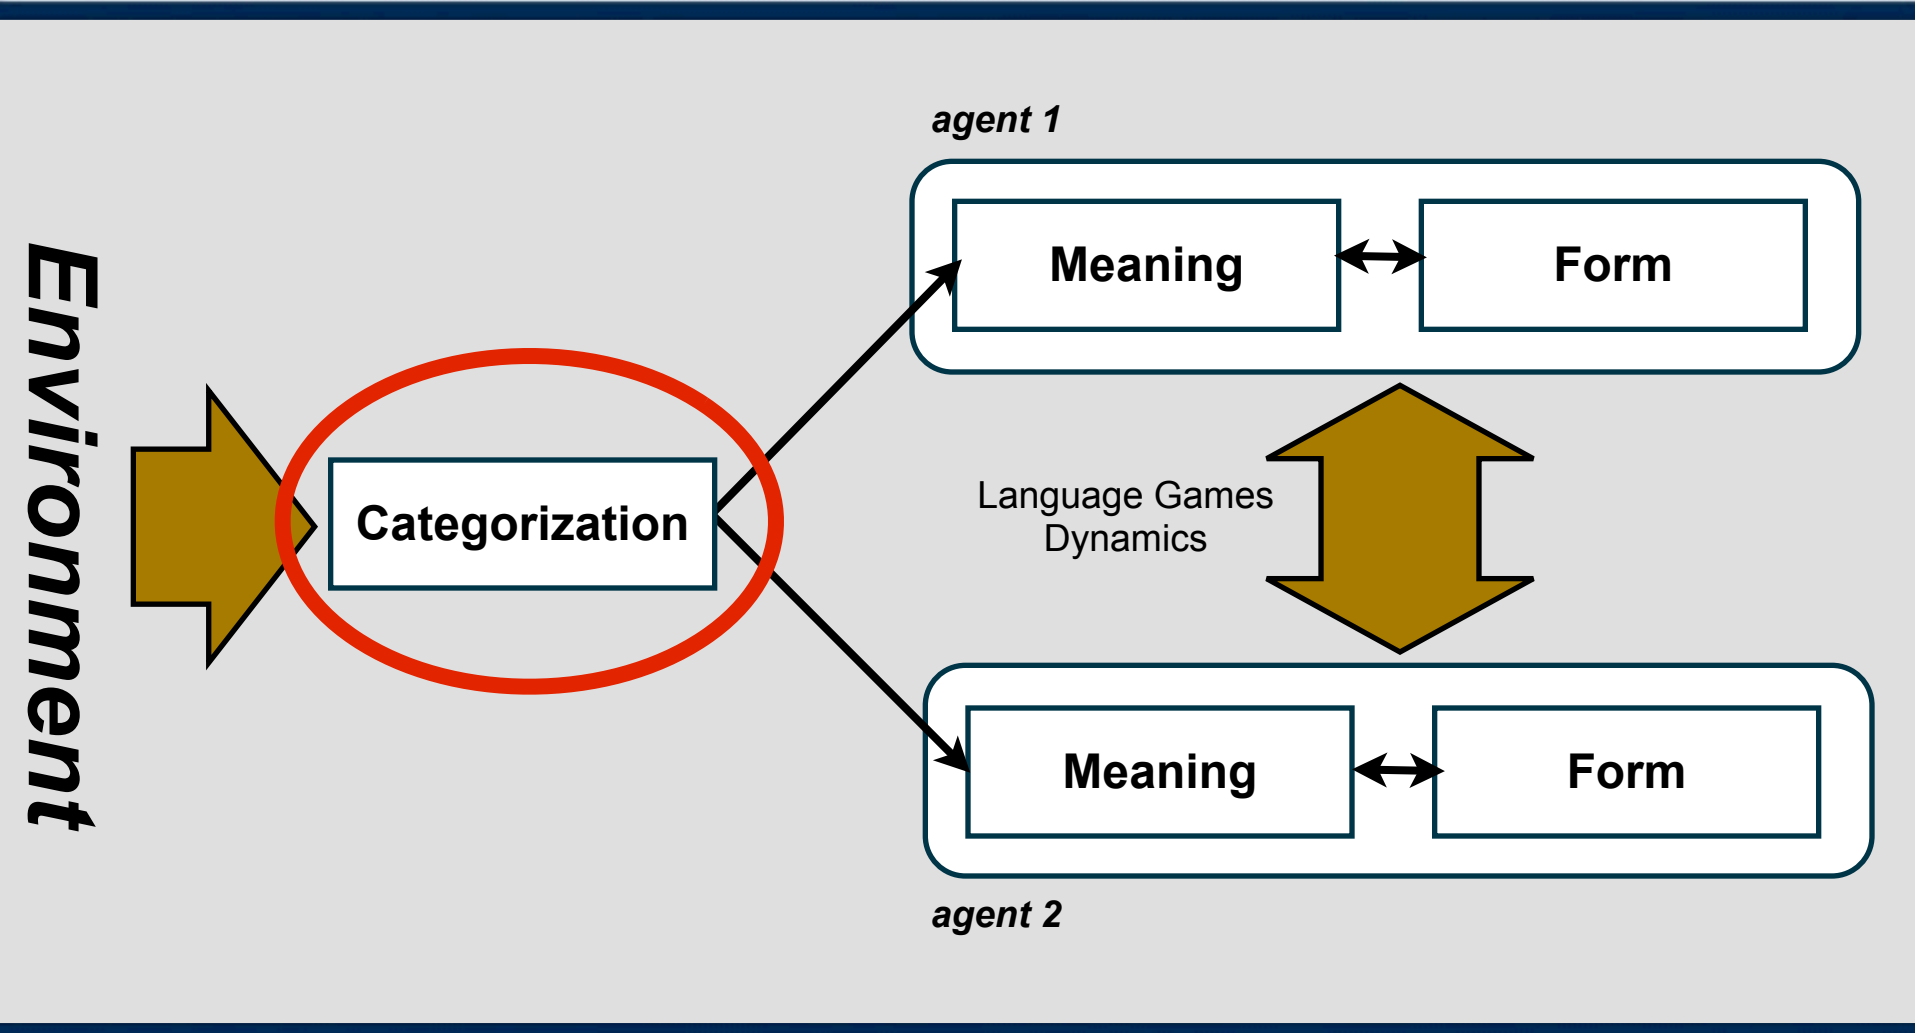 Environment
Categorization
agent 1
Meaning
Form
Language Games
Dynamics
Meaning
Form
agent 2